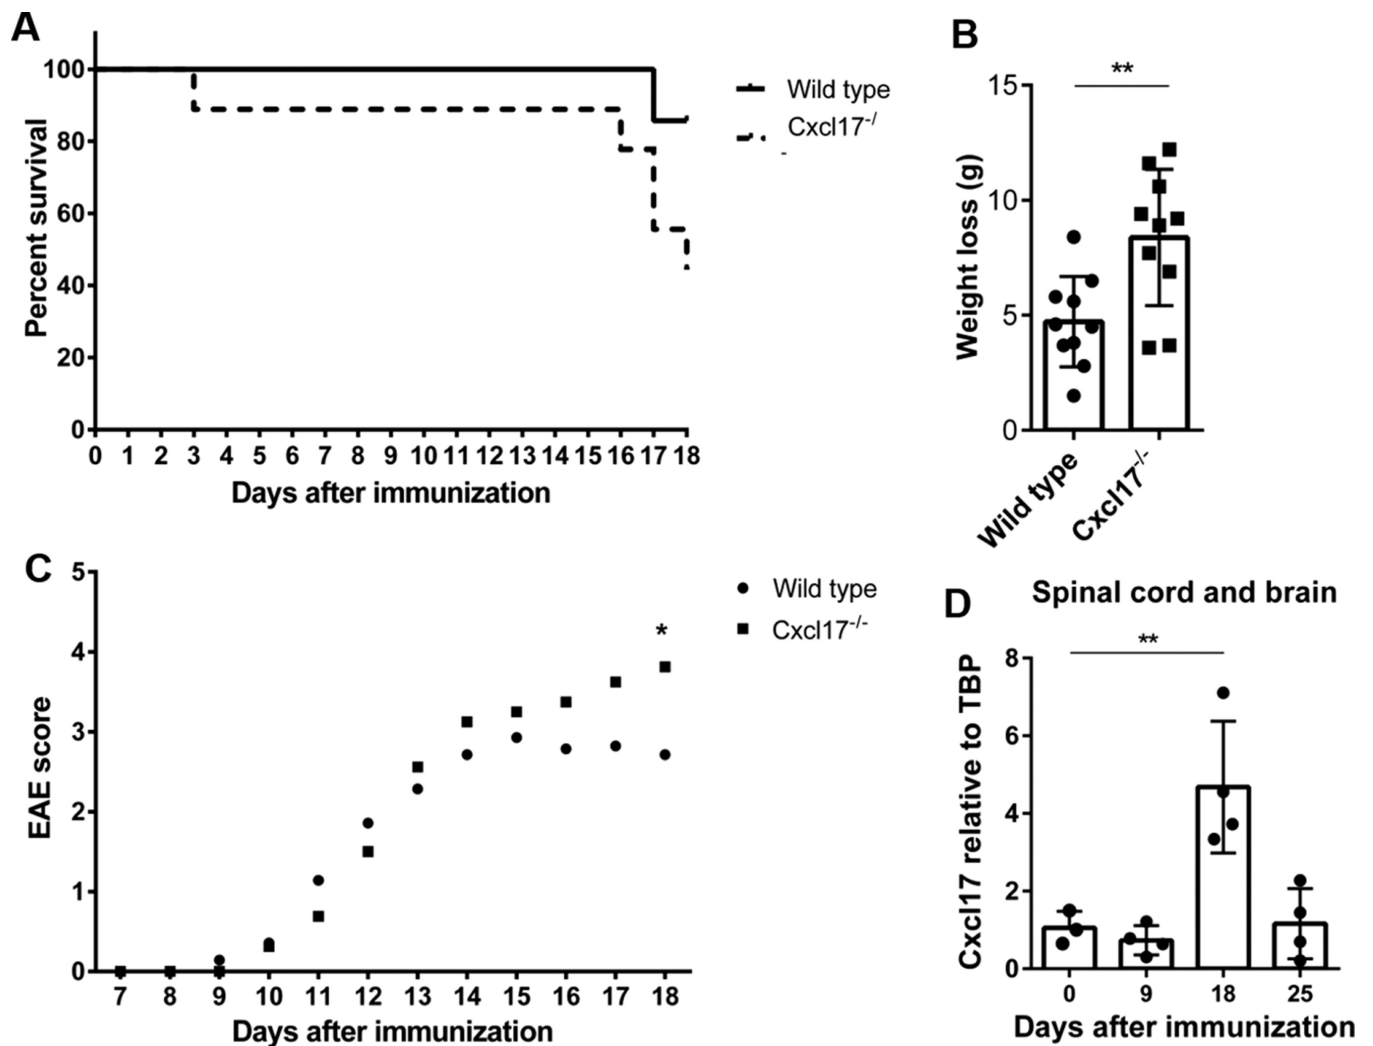 A
Percent survival
100
80
60
40
20
0
0 1 2 3 4 5 6 7 8 9 10 11 12 13 14 15 16 17 18
Days after immunization
Wild type
Cxcl17-/
-
B
**
Weight loss (g)
15
10
5
0
Wild type
Cxcl17-/-
C
EAE score
5
4
3
2
1
0
*
7 8 9 10 11 12 13 14 15 16 17 18
Days after immunization
Wild type
Cxcl17-/-
D
Spinal cord and brain
**
Cxcl17 relative to TBP
8
6
4
2
0
0 9 18 25
Days after immunization